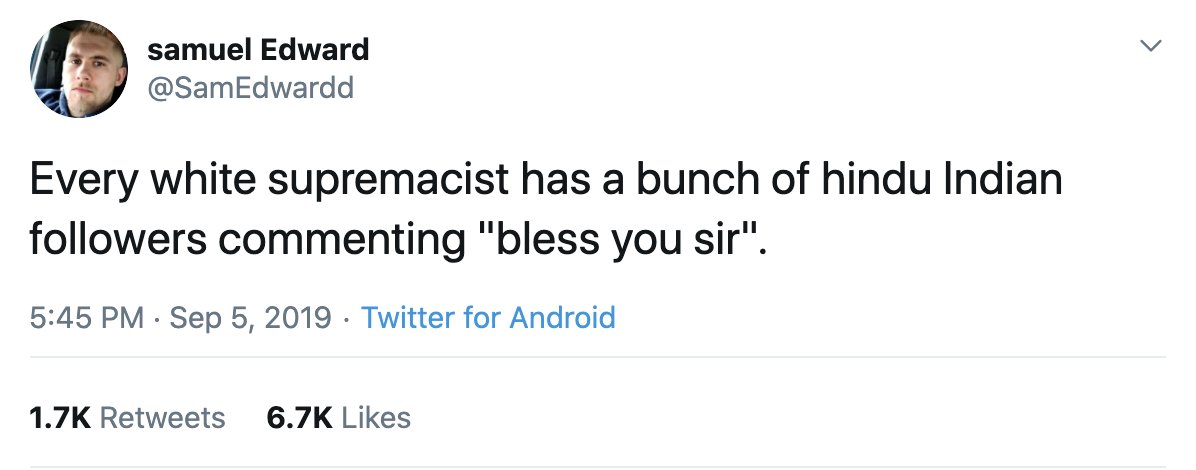 samuel Edward
@SamEdwardd
Every white supremacist has a bunch of hindu Indian
followers commenting "bless you sir".
5:45 PM · Sep 5, 2019 · Twitter for Android
1.7K Retweets 6.7K Likes